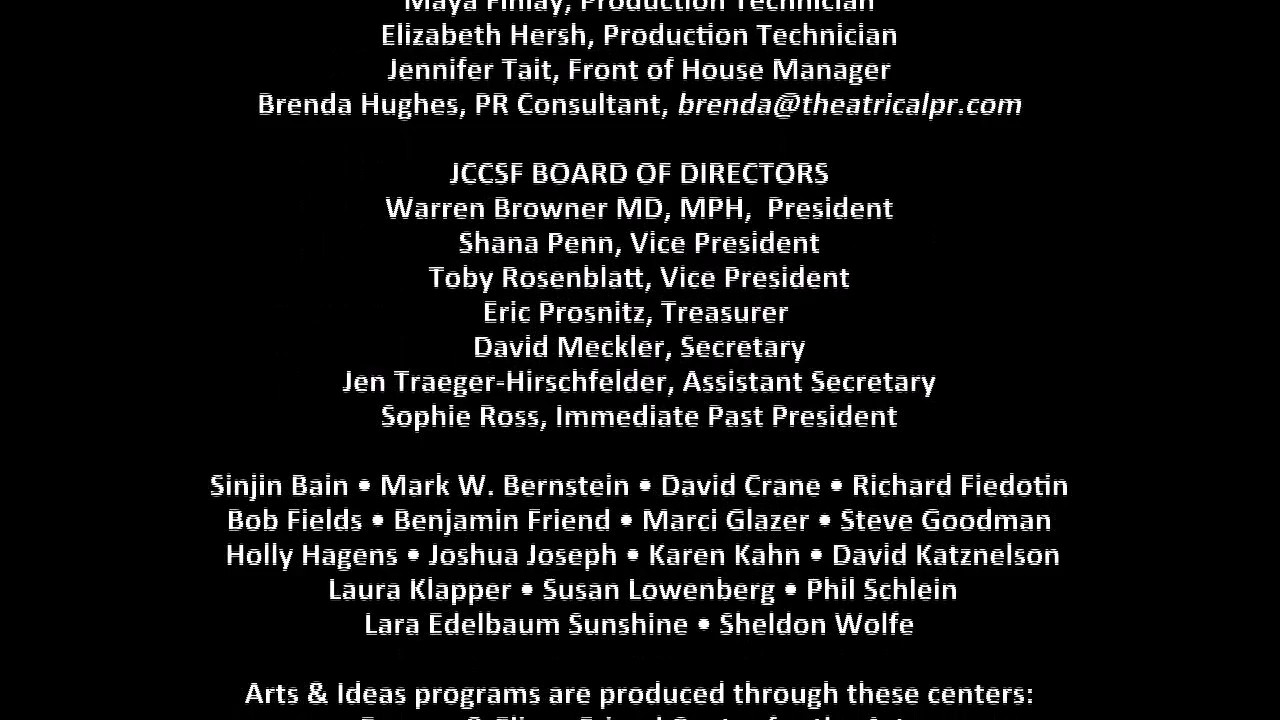 Maya Finlay, Production Technician
Elizabeth Hersh, Production Technician
Jennifer Tait, Front of House Manager
Brenda Hughes, PR Consultant, brenda@theatricalpr.com
JCCSF BOARD OF DIRECTORS
Warren Browner MD, MPH,  President
Shana Penn, Vice President
Toby Rosenblatt, Vice President
Eric Prosnitz, Treasurer
David Meckler, Secretary
Jen Traeger-Hirschfelder, Assistant Secretary
Sophie Ross, Immediate Past President
Sinjin Bain • Mark W. Bernstein • David Crane • Richard Fiedotin
Bob Fields • Benjamin Friend • Marci Glazer • Steve Goodman
Holly Hagens • Joshua Joseph • Karen Kahn • David Katznelson
Laura Klapper • Susan Lowenberg • Phil Schlein
Lara Edelbaum Sunshine • Sheldon Wolfe
Arts & Ideas programs are produced through these centers: